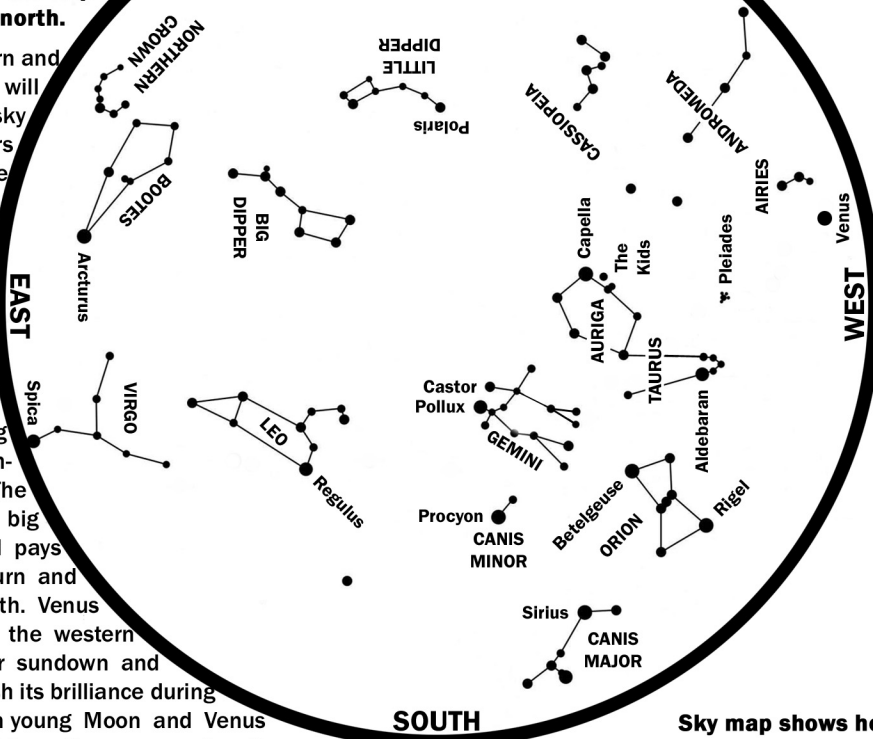 north.
rn and
will
sky
rs
e
NORTHERN
CROWN
LITTLE
DIPPER
Polaris
CASSIOPEIA
ANDROMEDA
AIRIES
Venus
BOOTES
BIG
DIPPER
Capella
The
Kids
Pleiades
Arcturus
EAST
WEST
AURIGA
TAURUS
Aldebaran
Spica
VIRGO
LEO
Regulus
Castor
Pollux
GEMINI
Betelgeuse
ORION
Rigel
Procyon
CANIS
MINOR
Sirius
CANIS
MAJOR
SOUTH
g
n-
The
big
pays
urn and
th. Venus
the western
r sundown and
h its brilliance during
young Moon and Venus
Sky map shows ho